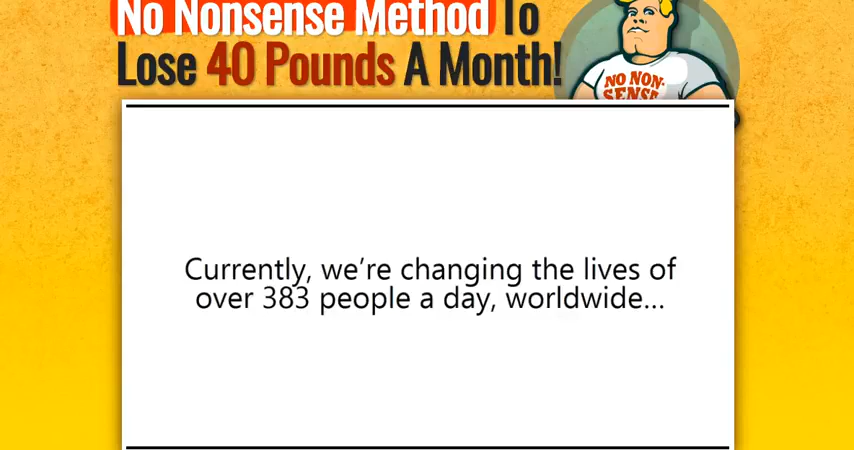 No Nonsense Method To
Lose 40 Pounds A Month!
NO NON-
SENSE
Currently, we’re changing the lives of
over 383 people a day, worldwide...